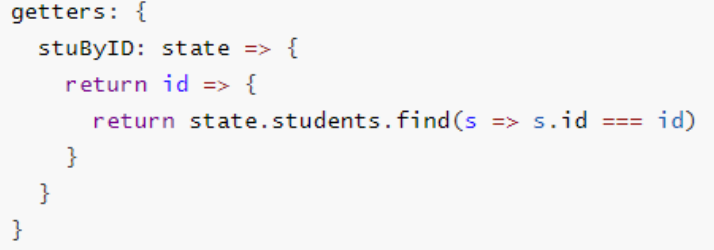 getters: {
  stuByID: state => {
    return id => {
      return state.students.find(s => s.id === id)
    }
  }
}